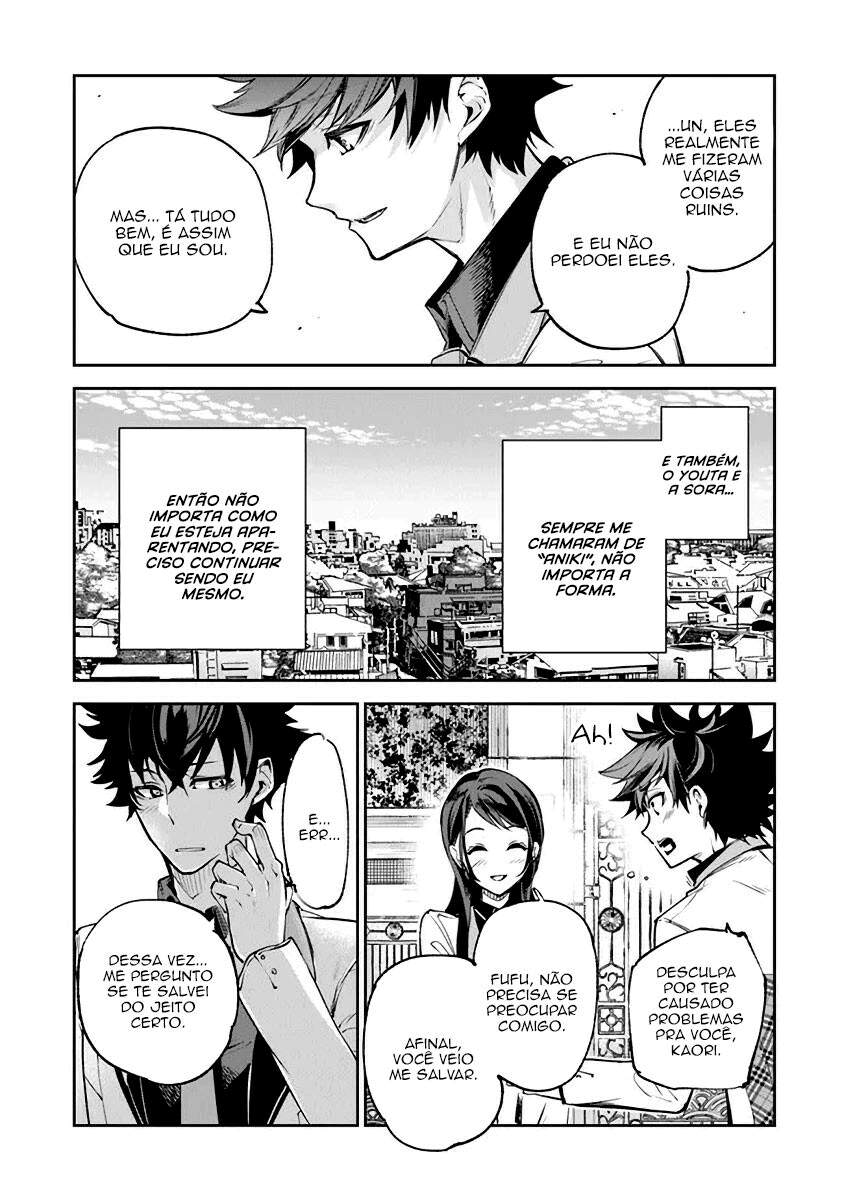 ...UN, ELES
REALMENTE
ME FIZERAM
VÁRIAS
COISAS
RUINS.
E EU NÃO
PERDOEI ELES.
MAS... TÁ TUDO
BEM, É ASSIM
QUE EU SOU.
E TAMBÉM,
O YOUTA E
A SORA...
SEMPRE ME
CHAMARAM DE
"ANIKI", NÃO
IMPORTA A
FORMA.
ENTÃO NÃO
IMPORTA COMO
EU ESTEJA APA-
RENTANDO, PRE-
CISO CONTINUAR
SENDO EU
MESMO.
Ah!
DESCULPA
POR TER
CAUSADO
PROBLEMAS
PRA VOCÊ,
KAORI.
FUFU, NÃO
PRECISA SE
PREOCUPAR
COMIGO.
AFINAL,
VOCÊ VEIO
ME SALVAR.
E...
ERR...
DESSA VEZ...
ME PERGUNTO
SE TE SALVEI
DO JEITO
CERTO.